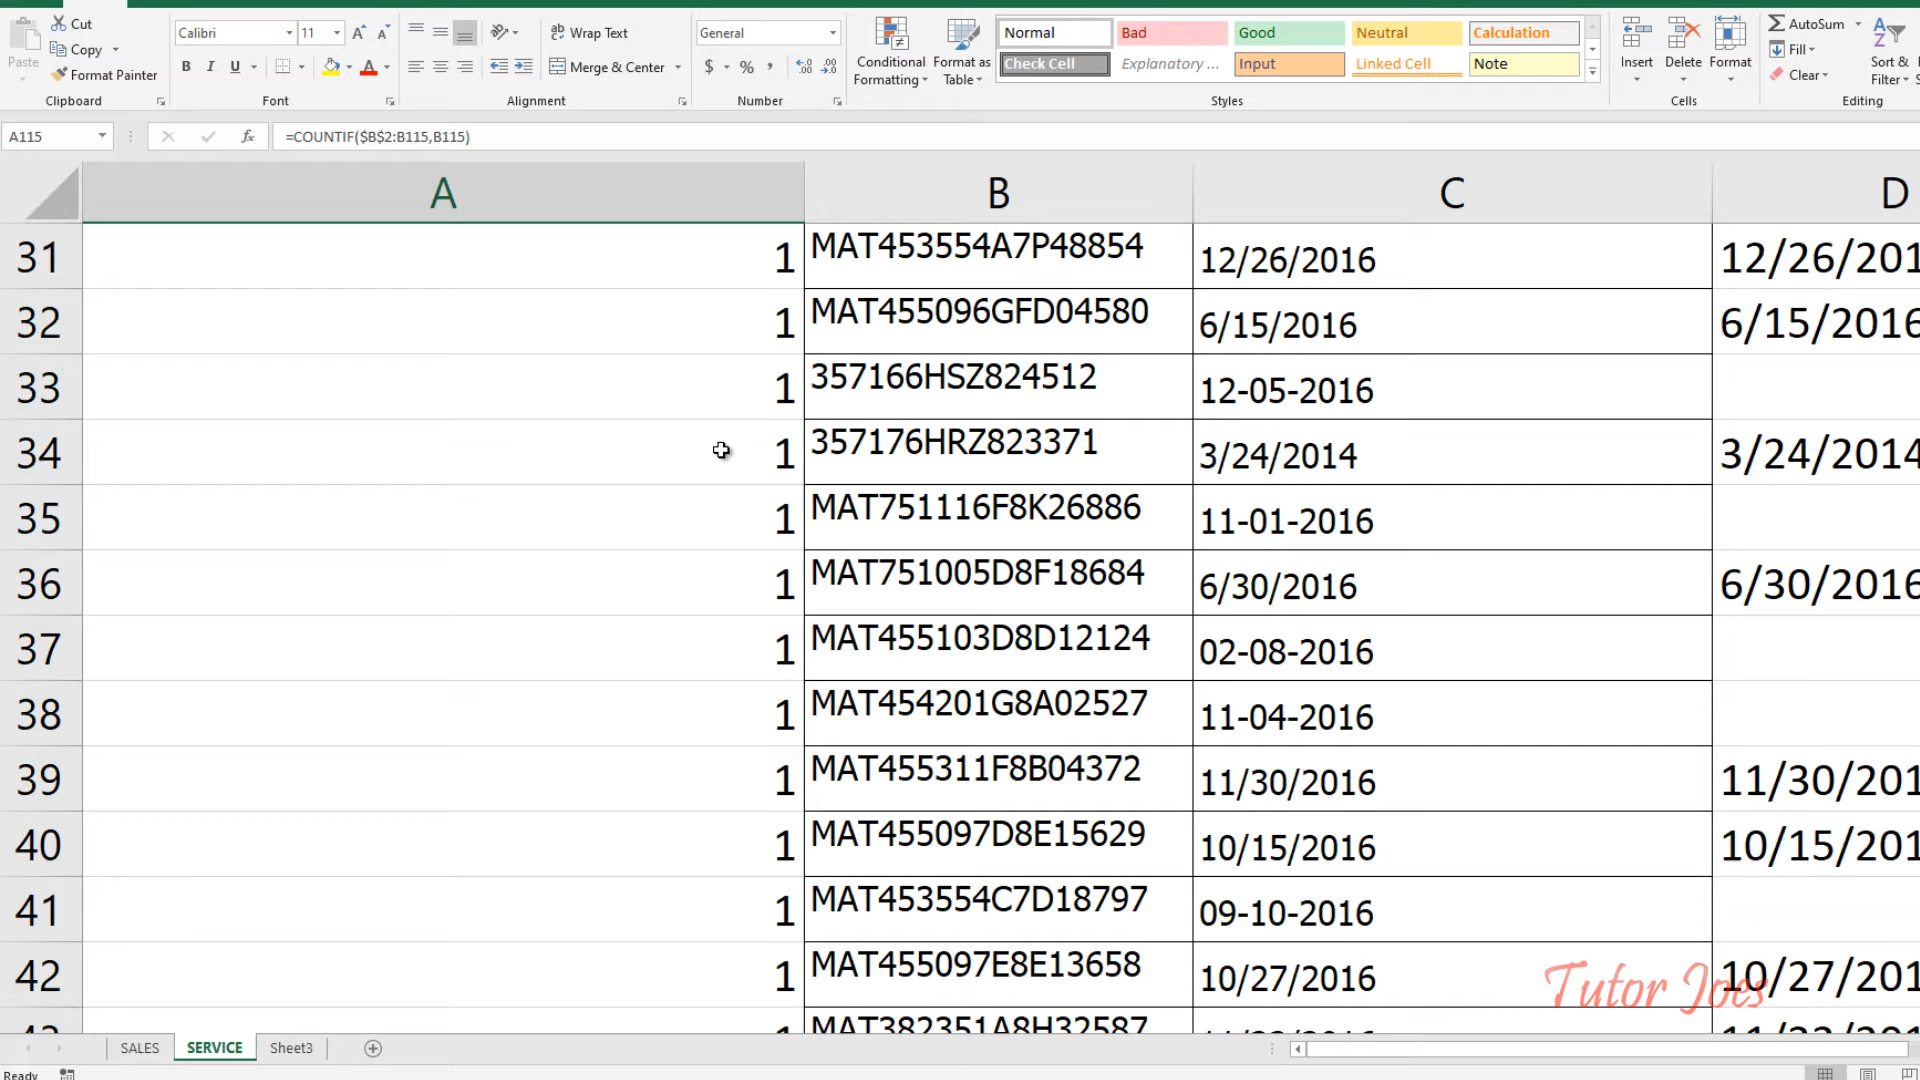 Cut
Copy
Format Painter
Paste
Clipboard
Calibri
11
A A
B I U
A
Font
Wrap Text
Merge & Center
Alignment
General
$ % ,
Number
Conditional Formatting
Format as Table
Normal Bad Good Neutral Calculation
Check Cell Explanatory ... Input Linked Cell Note
Styles
Insert Delete Format
Cells
AutoSum
Fill
Clear
Sort & Filter
Editing
A115 fx =COUNTIF($B$2:B115,B115)
A B C D
31 1 MAT453554A7P48854 12/26/2016 12/26/201
32 1 MAT455096GFD04580 6/15/2016 6/15/2016
33 1 357166HSZ824512 12-05-2016
34 1 357176HRZ823371 3/24/2014 3/24/2014
35 1 MAT751116F8K26886 11-01-2016
36 1 MAT751005D8F18684 6/30/2016 6/30/2016
37 1 MAT455103D8D12124 02-08-2016
38 1 MAT454201G8A02527 11-04-2016
39 1 MAT455311F8B04372 11/30/2016 11/30/201
40 1 MAT455097D8E15629 10/15/2016 10/15/201
41 1 MAT453554C7D18797 09-10-2016
42 1 MAT455097E8E13658 10/27/2016 10/27/201
Tutor Joes
MAT382351A8H32587
SALES SERVICE Sheet3
Ready